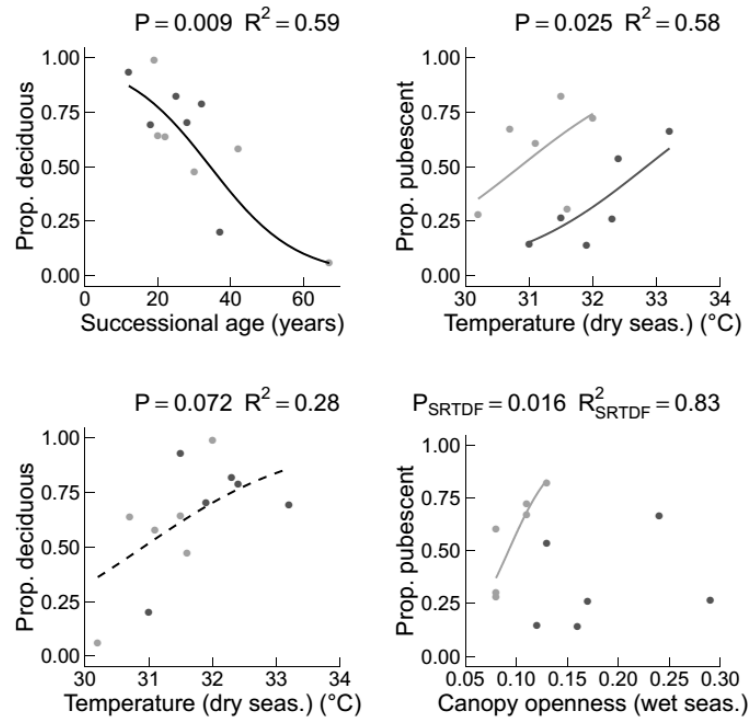 P = 0.009 R² = 0.59
Prop. deciduous
1.00
0.75
0.50
0.25
0.00
0 20 40 60
Successional age (years)
P = 0.025 R² = 0.58
Prop. pubescent
1.00
0.75
0.50
0.25
0.00
30 31 32 33 34
Temperature (dry seas.) (°C)
P = 0.072 R² = 0.28
Prop. deciduous
1.00
0.75
0.50
0.25
0.00
30 31 32 33 34
Temperature (dry seas.) (°C)
P_SRTDF = 0.016 R²_SRTDF = 0.83
Prop. pubescent
1.00
0.75
0.50
0.25
0.00
0.05 0.10 0.15 0.20 0.25 0.30
Canopy openness (wet seas.)